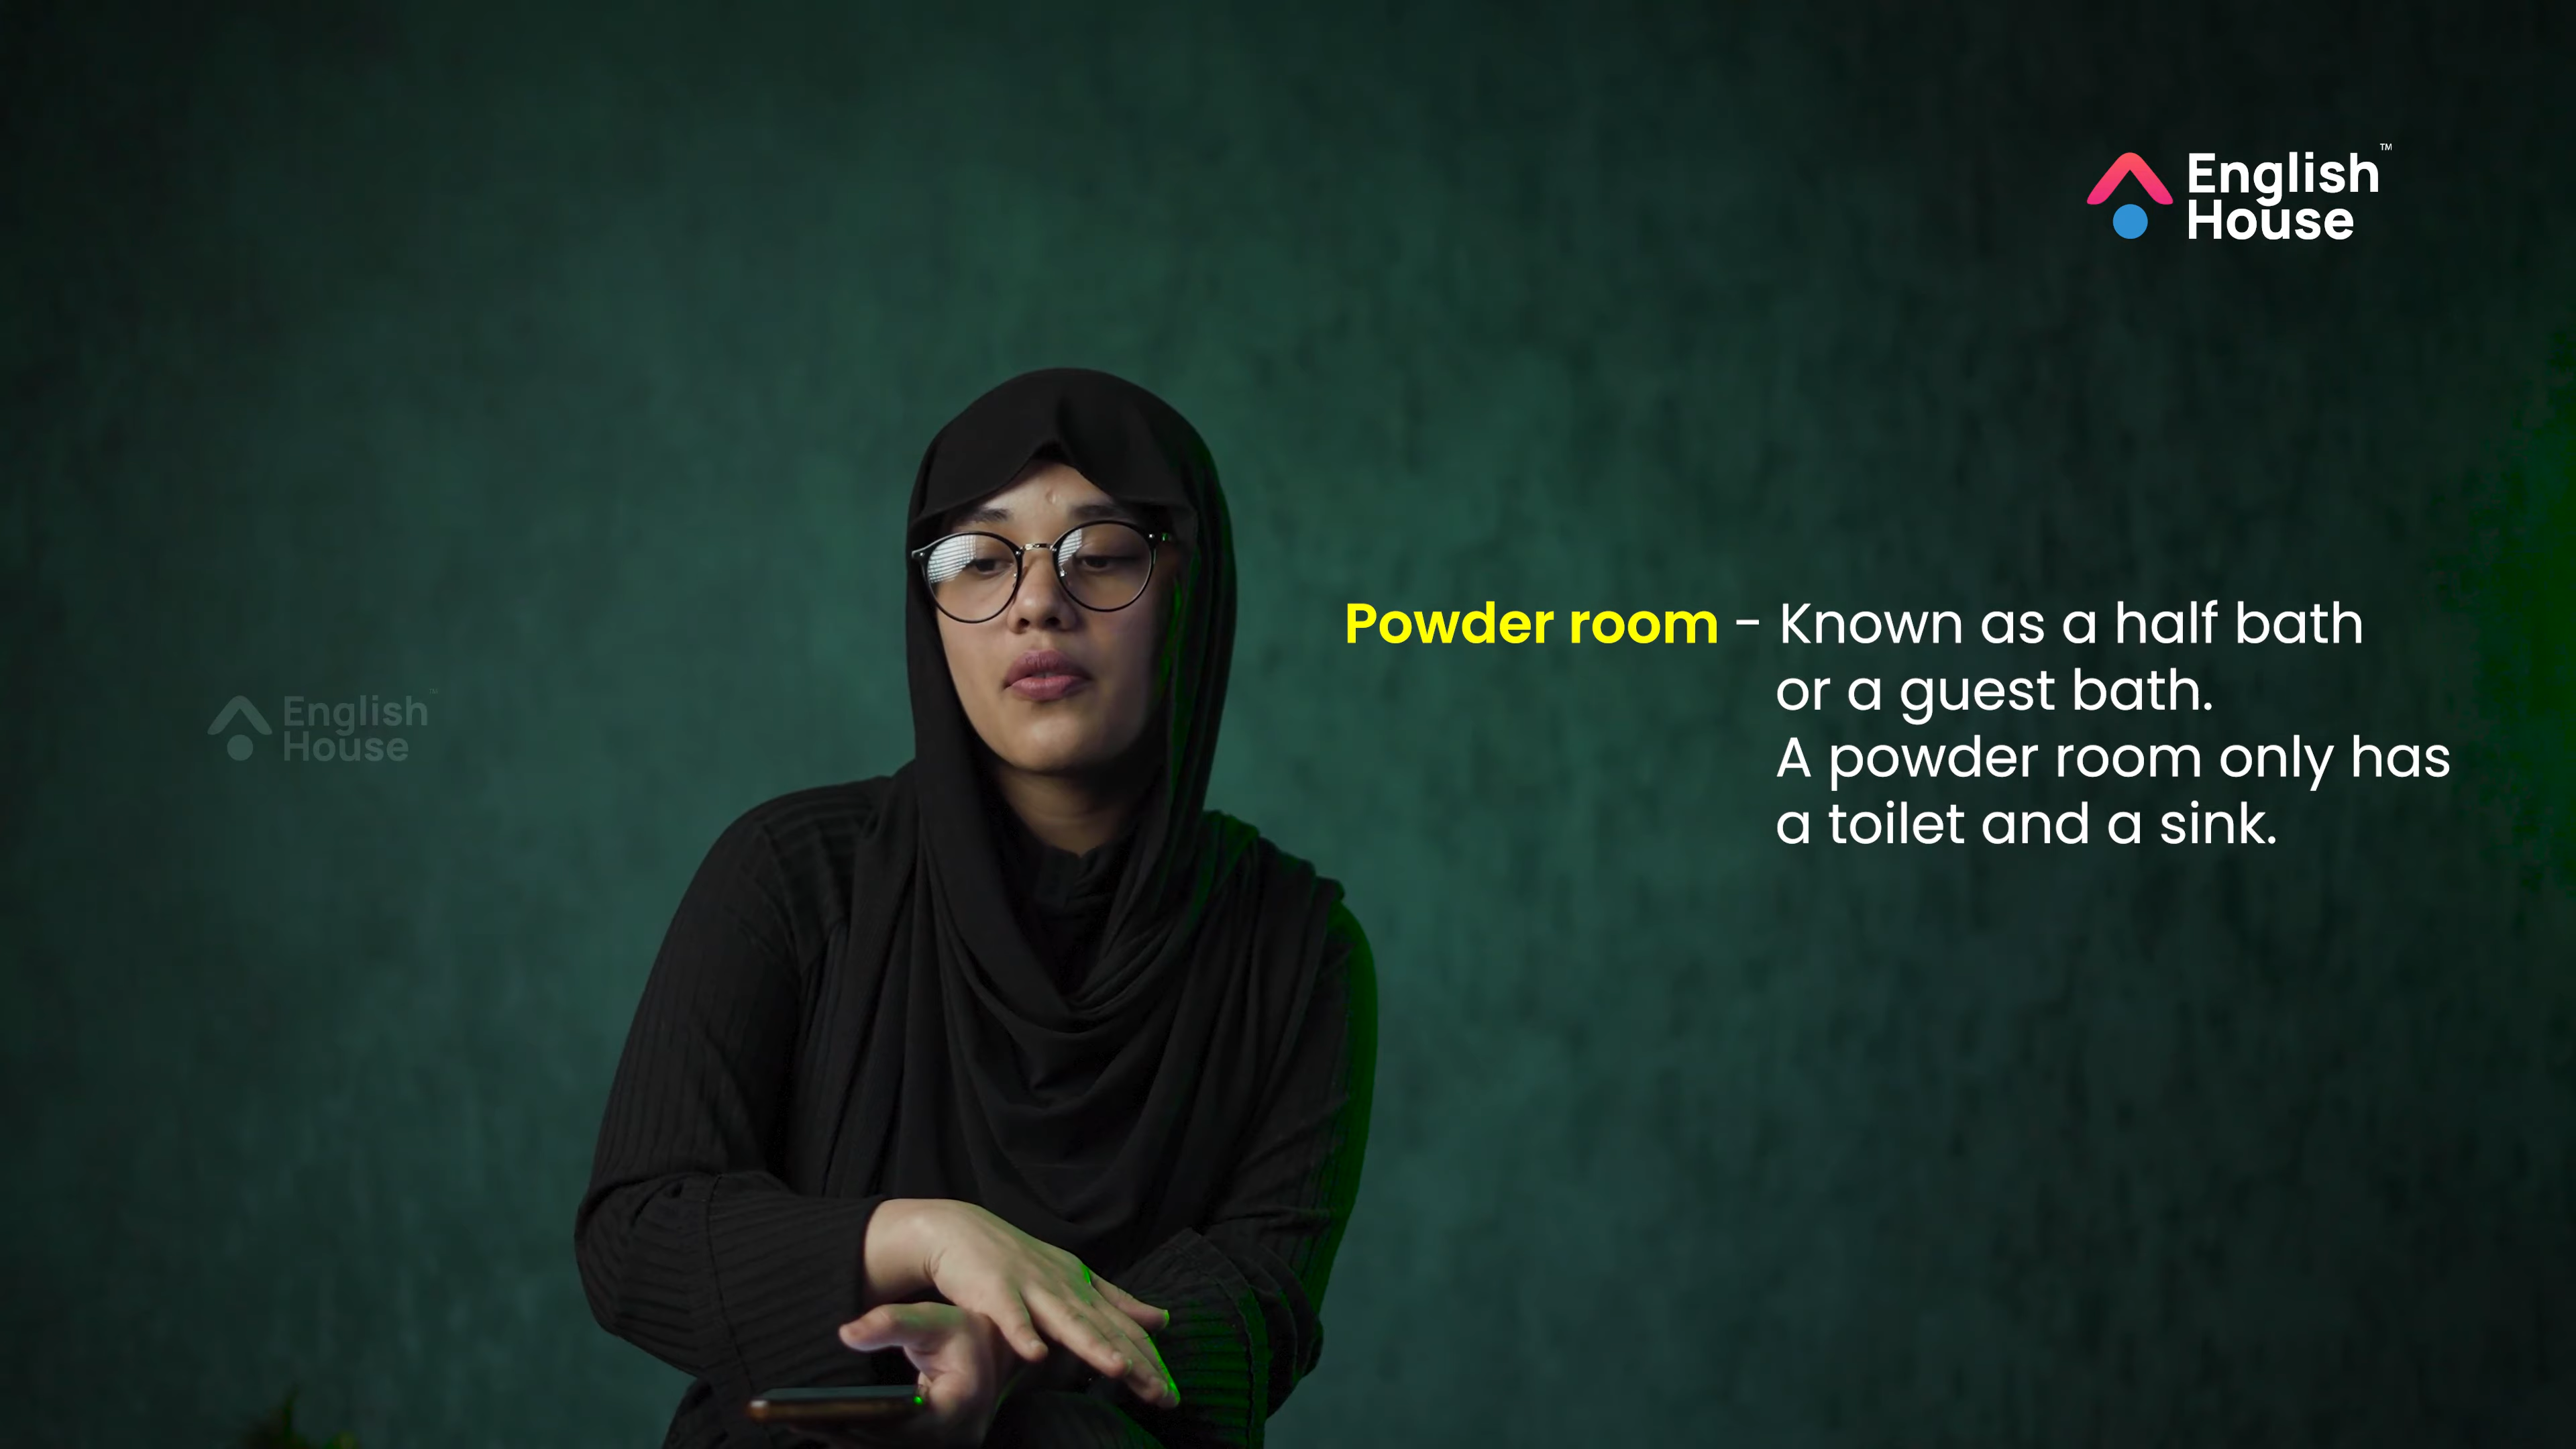 English™
House
Powder room - Known as a half bath
or a guest bath.
A powder room only has
a toilet and a sink.
English™
House